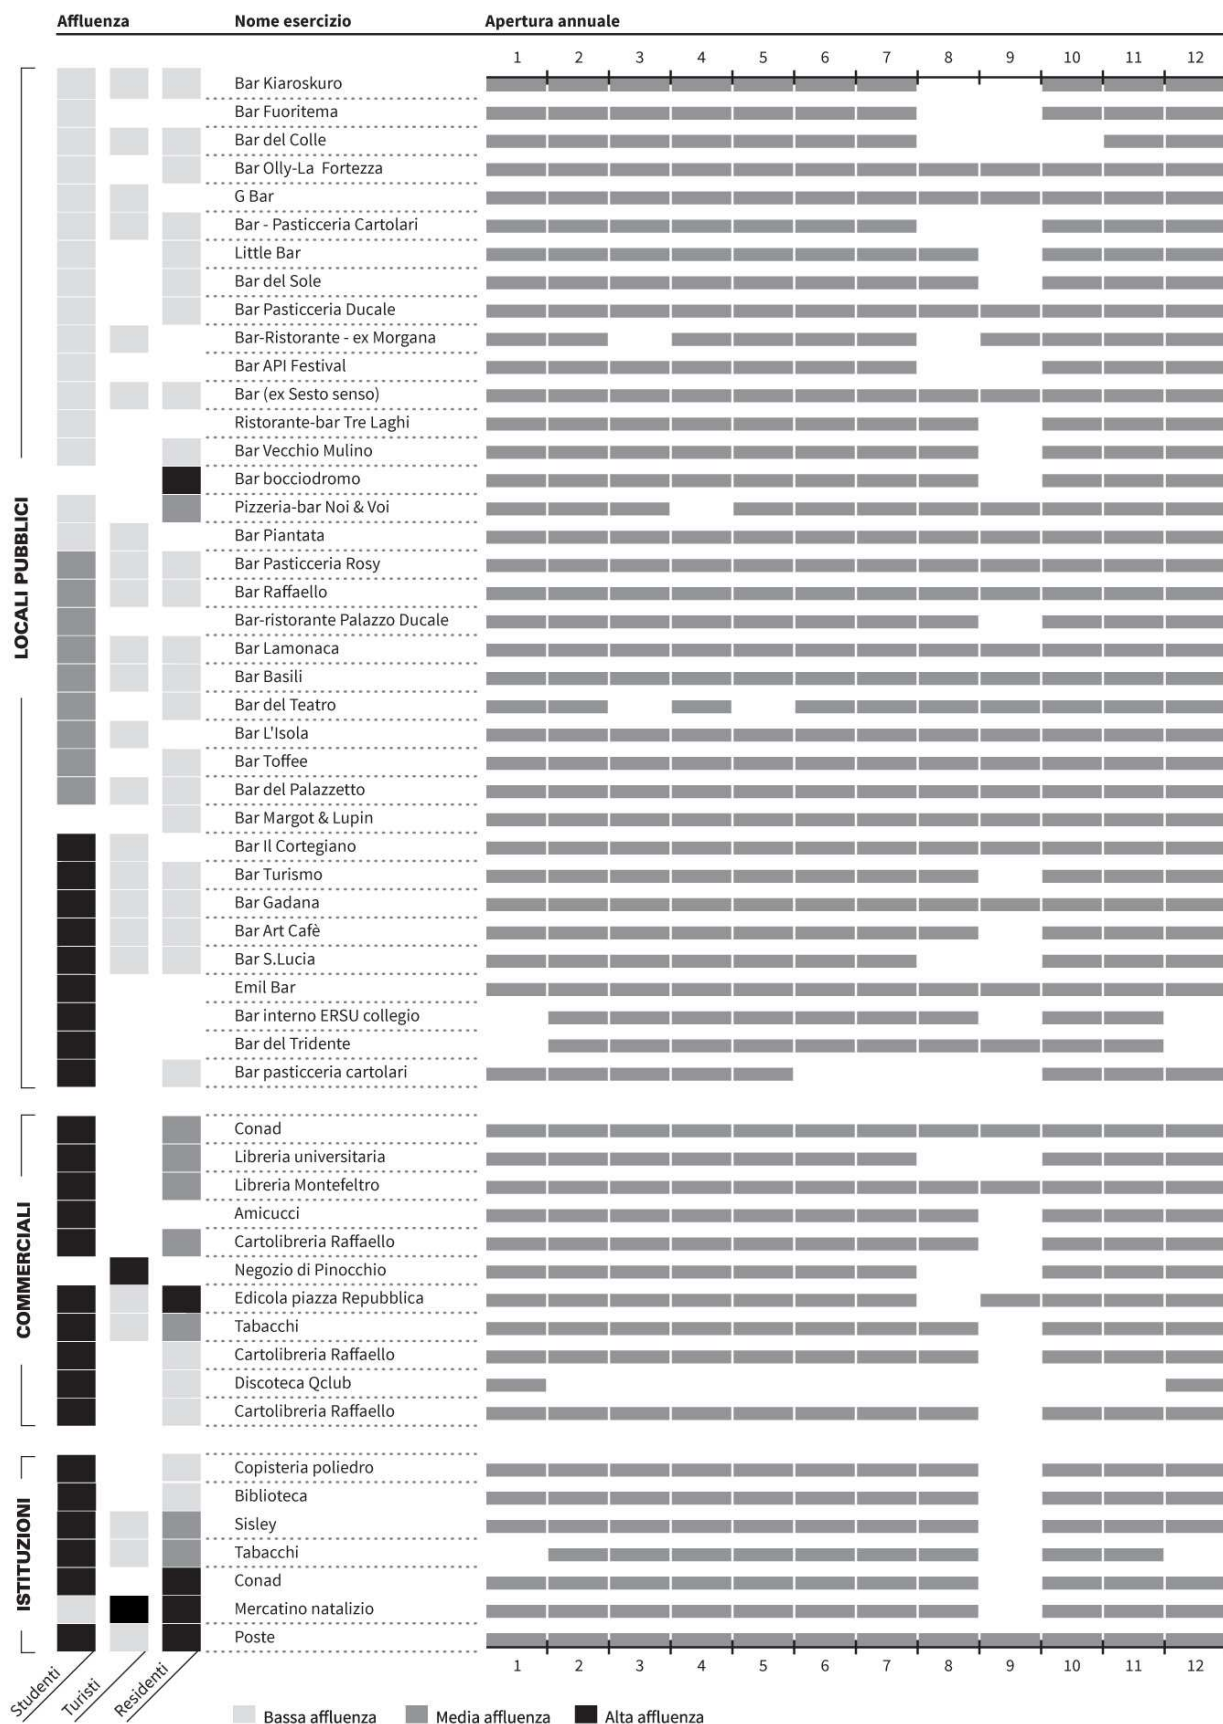 Affluenza Nome esercizio Apertura annuale
1 2 3 4 5 6 7 8 9 10 11 12
LOCALI PUBBLICI
Bar Kiaroskuro
Bar Fuoritema
Bar del Colle
Bar Olly-La Fortezza
G Bar
Bar - Pasticceria Cartolari
Little Bar
Bar del Sole
Bar Pasticceria Ducale
Bar-Ristorante - ex Morgana
Bar API Festival
Bar (ex Sesto senso)
Ristorante-bar Tre Laghi
Bar Vecchio Mulino
Bar bocciodromo
Pizzeria-bar Noi & Voi
Bar Piantata
Bar Pasticceria Rosy
Bar Raffaello
Bar-ristorante Palazzo Ducale
Bar Lamonaca
Bar Basili
Bar del Teatro
Bar L'Isola
Bar Toffee
Bar del Palazzetto
Bar Margot & Lupin
Bar Il Cortegiano
Bar Turismo
Bar Gadana
Bar Art Cafè
Bar S.Lucia
Emil Bar
Bar interno ERSU collegio
Bar del Tridente
Bar pasticceria cartolari
COMMERCIALI
Conad
Libreria universitaria
Libreria Montefeltro
Amicucci
Cartolibreria Raffaello
Negozio di Pinocchio
Edicola piazza Repubblica
Tabacchi
Cartolibreria Raffaello
Discoteca Qclub
Cartolibreria Raffaello
ISTITUZIONI
Copisteria poliedro
Biblioteca
Sisley
Tabacchi
Conad
Mercatino natalizio
Poste
1 2 3 4 5 6 7 8 9 10 11 12
Studenti
Turisti
Residenti
Bassa affluenza Media affluenza Alta affluenza